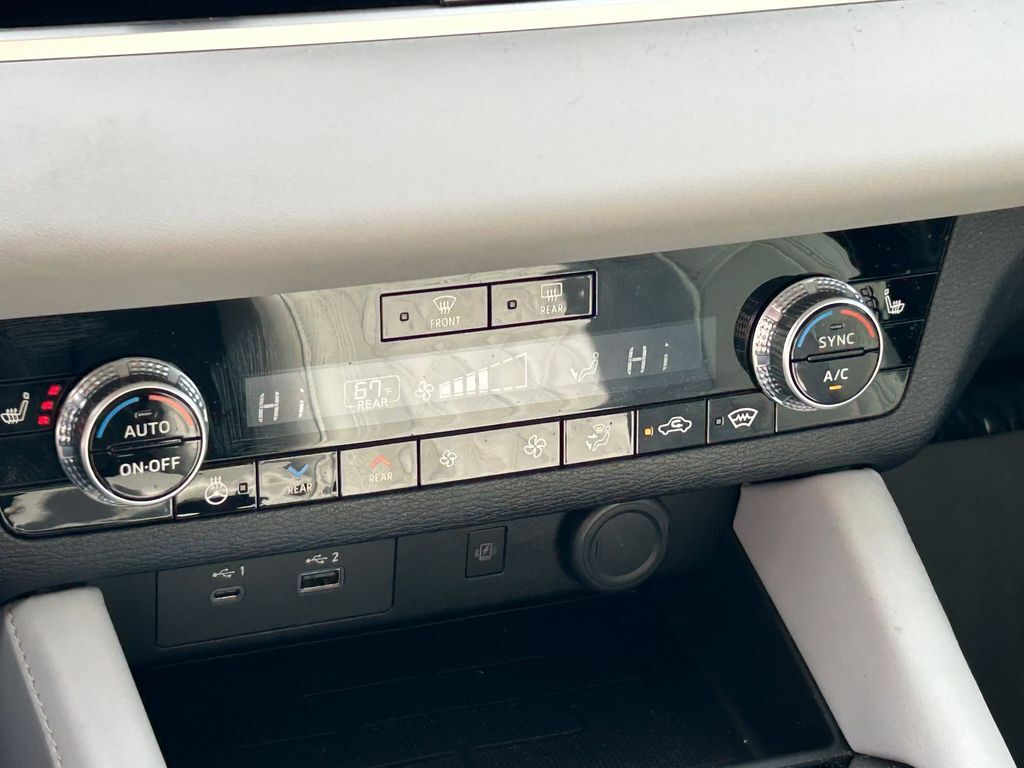 FRONT
REAR
Hi
67°F
REAR
Hi
SYNC
A/C
AUTO
ON·OFF
REAR
REAR
1
2